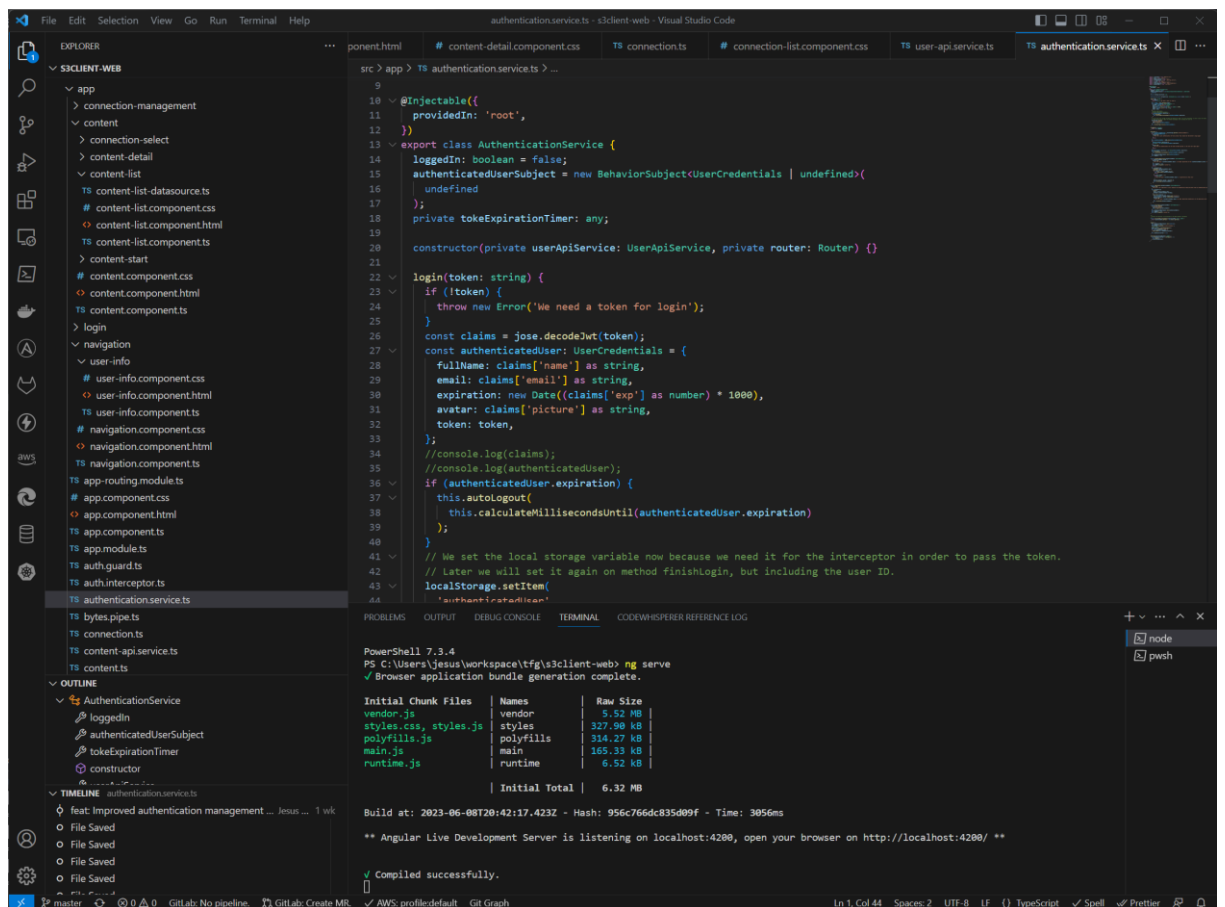 File Edit Selection View Go Run Terminal Help
authentication.service.ts - s3client-web - Visual Studio Code
EXPLORER
S3CLIENT-WEB
app
connection-management
content
connection-select
content-detail
content-list
TS content-list-datasource.ts
# content-list.component.css
<> content-list.component.html
TS content-list.component.ts
content-start
# content.component.css
<> content.component.html
TS content.component.ts
login
navigation
user-info
# user-info.component.css
<> user-info.component.html
TS user-info.component.ts
# navigation.component.css
<> navigation.component.html
TS navigation.component.ts
TS app-routing.module.ts
# app.component.css
<> app.component.html
TS app.component.ts
TS app.module.ts
TS auth.guard.ts
TS auth.interceptor.ts
TS authentication.service.ts
TS bytes.pipe.ts
TS connection.ts
TS content-api.service.ts
TS content.ts
OUTLINE
AuthenticationService
loggedIn
authenticatedUserSubject
tokeExpirationTimer
constructor
TIMELINE authentication.service.ts
feat: Improved authentication management ... Jesus ... 1 wk
File Saved
File Saved
File Saved
File Saved
aws
1
ponent.html # content-detail.component.css TS connection.ts # connection-list.component.css TS user-api.service.ts TS authentication.service.ts
src > app > TS authentication.service.ts > ...
9
10 @Injectable({
11 providedIn: 'root',
12 })
13 export class AuthenticationService {
14 loggedIn: boolean = false;
15 authenticatedUserSubject = new BehaviorSubject<UserCredentials | undefined>(
16 undefined
17 );
18 private tokeExpirationTimer: any;
19
20 constructor(private userApiService: UserApiService, private router: Router) {}
21
22 login(token: string) {
23 if (!token) {
24 throw new Error('We need a token for login');
25 }
26 const claims = jose.decodeJwt(token);
27 const authenticatedUser: UserCredentials = {
28 fullName: claims['name'] as string,
29 email: claims['email'] as string,
30 expiration: new Date((claims['exp'] as number) * 1000),
31 avatar: claims['picture'] as string,
32 token: token,
33 };
34 //console.log(claims);
35 //console.log(authenticatedUser);
36 if (authenticatedUser.expiration) {
37 this.autoLogout(
38 this.calculateMillisecondsUntil(authenticatedUser.expiration)
39 );
40 }
41 // We set the local storage variable now because we need it for the interceptor in order to pass the token.
42 // Later we will set it again on method finishLogin, but including the user ID.
43 localStorage.setItem(
44 'authenticatedUser',
PROBLEMS OUTPUT DEBUG CONSOLE TERMINAL CODEWHISPERER REFERENCE LOG
node
pwsh
PowerShell 7.3.4
PS C:\Users\jesus\workspace\tfg\s3client-web> ng serve
√ Browser application bundle generation complete.
Initial Chunk Files | Names | Raw Size
vendor.js | vendor | 5.52 MB |
styles.css, styles.js | styles | 327.90 kB |
polyfills.js | polyfills | 314.27 kB |
main.js | main | 165.33 kB |
runtime.js | runtime | 6.52 kB |
| Initial Total | 6.32 MB
Build at: 2023-06-08T20:42:17.423Z - Hash: 956c766dc835d09f - Time: 3056ms
** Angular Live Development Server is listening on localhost:4200, open your browser on http://localhost:4200/ **
√ Compiled successfully.
master 0 0 GitLab: No pipeline. GitLab: Create MR. AWS: profile:default Git Graph Ln 1, Col 44 Spaces: 2 UTF-8 LF {} TypeScript Spell Prettier